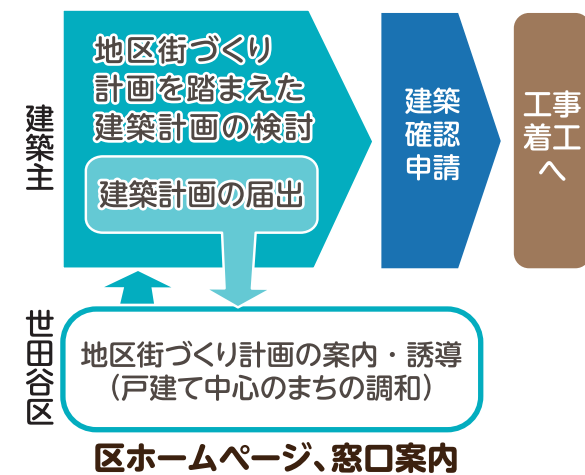 建築主
地区街づくり
計画を踏まえた
建築計画の検討
建築計画の届出
建築
確認
申請
工事
着工
へ
世田谷区
地区街づくり計画の案内・誘導
（戸建て中心のまちの調和）
区ホームページ、窓口案内